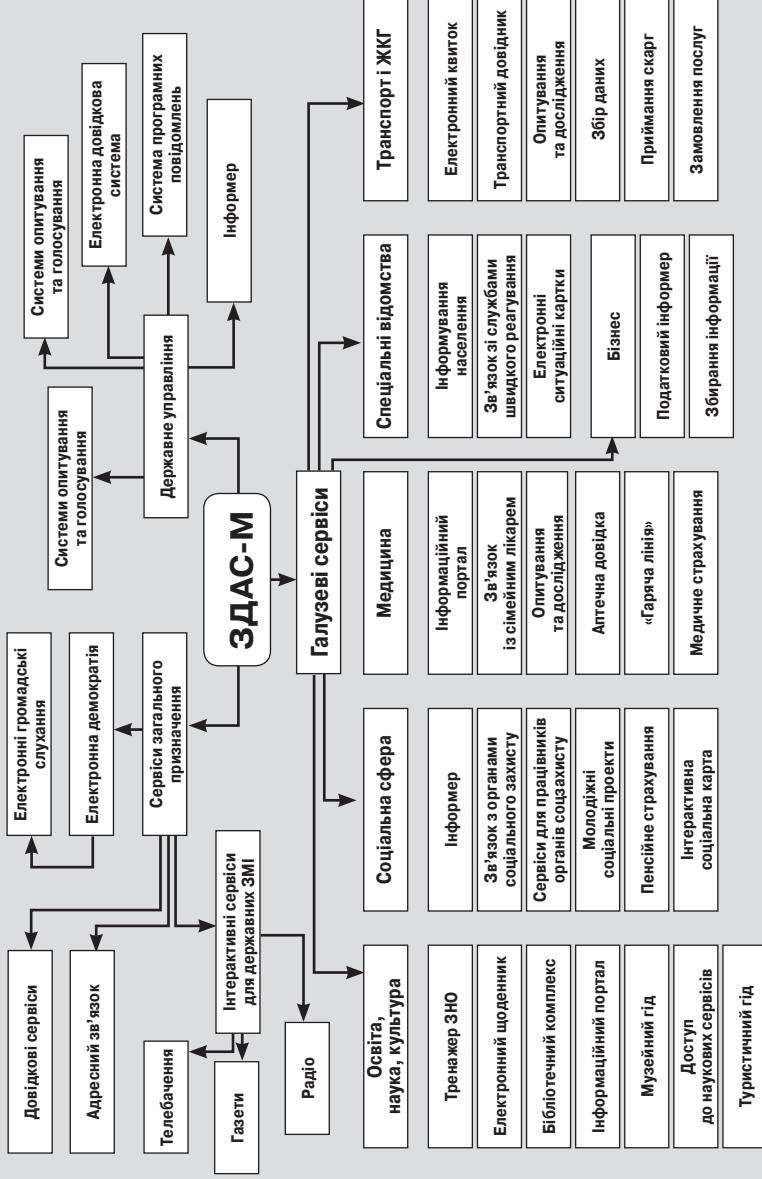 Довідкові сервіси
Адресний зв'язок
Телебачення
Газети
Радіо
Інтерактивні сервіси
для державних ЗМІ
Електронні громадські
слухання
Електронна демократія
Сервіси загального
призначення
ЗДАС-М
Системи опитування
та голосування
Державне управління
Системи опитування
та голосування
Електронна довідкова
система
Система програмних
повідомлень
Інформер
Галузеві сервіси
Освіта,
наука, культура
Тренажер ЗНО
Електронний щоденник
Бібліотечний комплекс
Інформаційний портал
Музейний гід
Доступ
до наукових сервісів
Туристичний гід
Соціальна сфера
Інформер
Зв'язок з органами
соціального захисту
Сервіси для працівників
органів соцзахисту
Молодіжні
соціальні проекти
Пенсійне страхування
Інтерактивна
соціальна карта
Медицина
Інформаційний
портал
Зв'язок
із сімейним лікарем
Опитування
та дослідження
Аптечна довідка
«Гаряча лінія»
Медичне страхування
Спеціальні відомства
Інформування
населення
Зв'язок зі службами
швидкого реагування
Електронні
ситуаційні картки
Бізнес
Податковий інформер
Збирання інформації
Транспорт і ЖКГ
Електронний квиток
Транспортний довідник
Опитування
та дослідження
Збір даних
Приймання скарг
Замовлення послуг